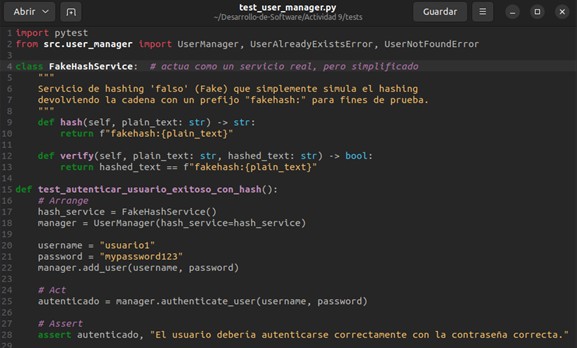 Abrir
test_user_manager.py
~/Desarrollo-de-Software/Actividad 9/tests
Guardar
1 import pytest
2 from src.user_manager import UserManager, UserAlreadyExistsError, UserNotFoundError
3
4 class FakeHashService:  # actua como un servicio real, pero simplificado
5     """
6     Servicio de hashing 'falso' (Fake) que simplemente simula el hashing
7     devolviendo la cadena con un prefijo "fakehash:" para fines de prueba.
8     """
9     def hash(self, plain_text: str) -> str:
10         return f"fakehash:{plain_text}"
11
12     def verify(self, plain_text: str, hashed_text: str) -> bool:
13         return hashed_text == f"fakehash:{plain_text}"
14
15 def test_autenticar_usuario_exitoso_con_hash():
16     # Arrange
17     hash_service = FakeHashService()
18     manager = UserManager(hash_service=hash_service)
19
20     username = "usuario1"
21     password = "mypassword123"
22     manager.add_user(username, password)
23
24     # Act
25     autenticado = manager.authenticate_user(username, password)
26
27     # Assert
28     assert autenticado, "El usuario debería autenticarse correctamente con la contraseña correcta."
29